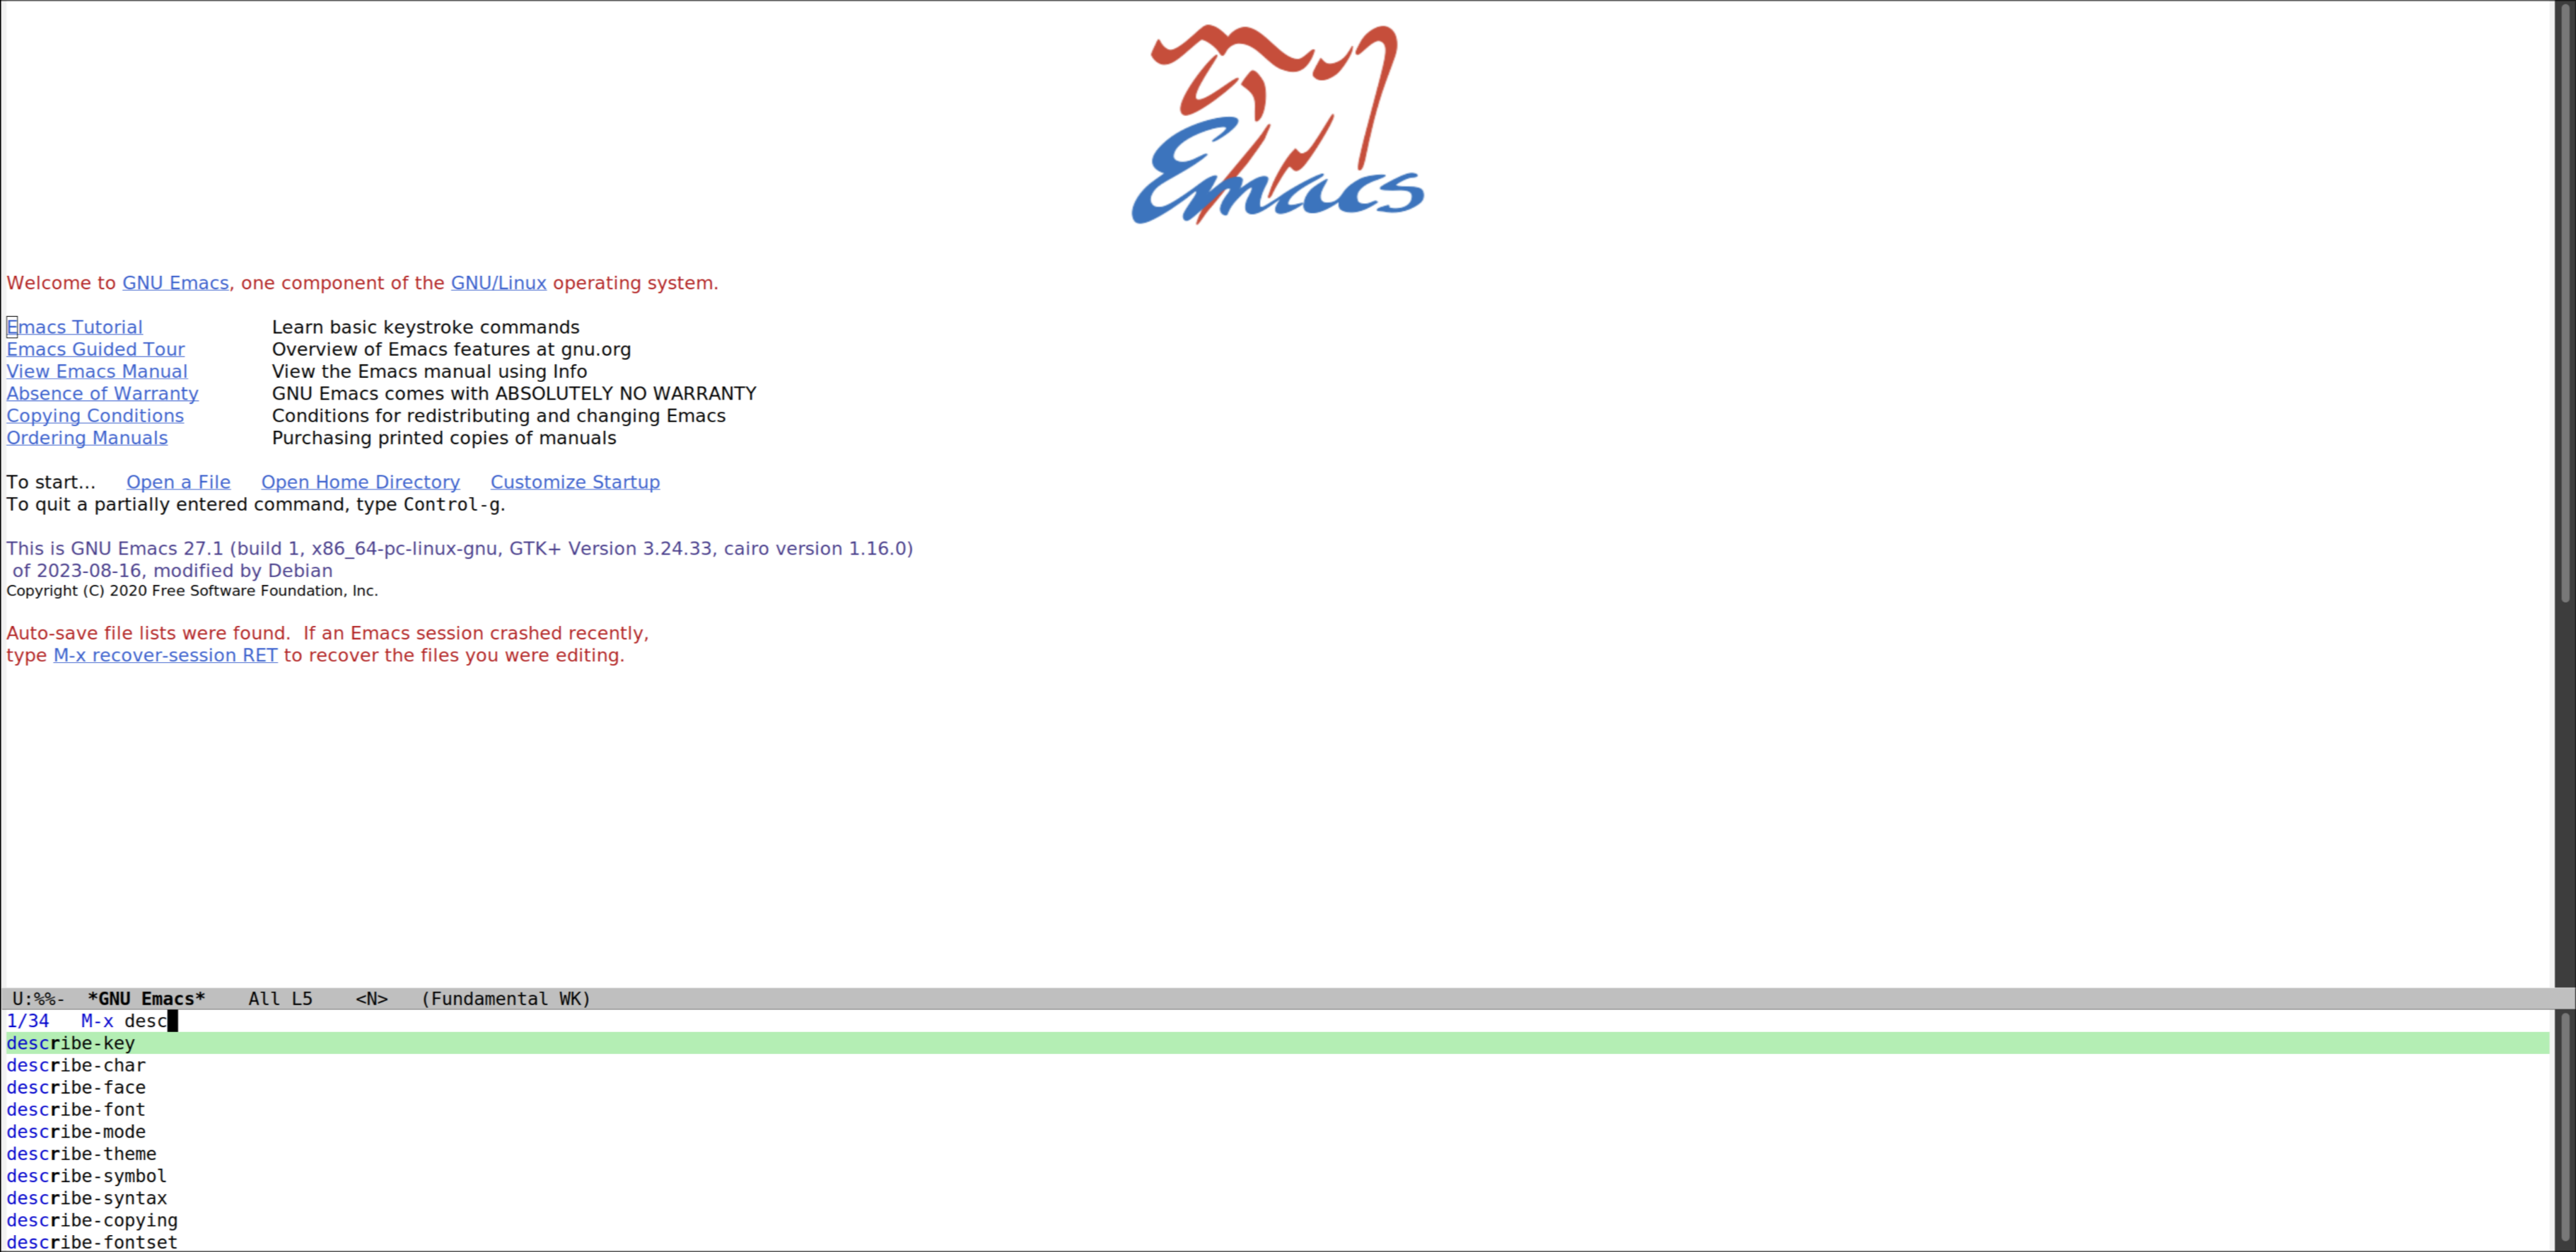 Emacs
Welcome to GNU Emacs, one component of the GNU/Linux operating system.
Emacs Tutorial Learn basic keystroke commands
Emacs Guided Tour Overview of Emacs features at gnu.org
View Emacs Manual View the Emacs manual using Info
Absence of Warranty GNU Emacs comes with ABSOLUTELY NO WARRANTY
Copying Conditions Conditions for redistributing and changing Emacs
Ordering Manuals Purchasing printed copies of manuals
To start... Open a File Open Home Directory Customize Startup
To quit a partially entered command, type Control-g.
This is GNU Emacs 27.1 (build 1, x86_64-pc-linux-gnu, GTK+ Version 3.24.33, cairo version 1.16.0)
of 2023-08-16, modified by Debian
Copyright (C) 2020 Free Software Foundation, Inc.
Auto-save file lists were found.  If an Emacs session crashed recently,
type M-x recover-session RET to recover the files you were editing.
U:%%- *GNU Emacs* All L5 <N> (Fundamental WK)
1/34 M-x desc
describe-key
describe-char
describe-face
describe-font
describe-mode
describe-theme
describe-symbol
describe-syntax
describe-copying
describe-fontset